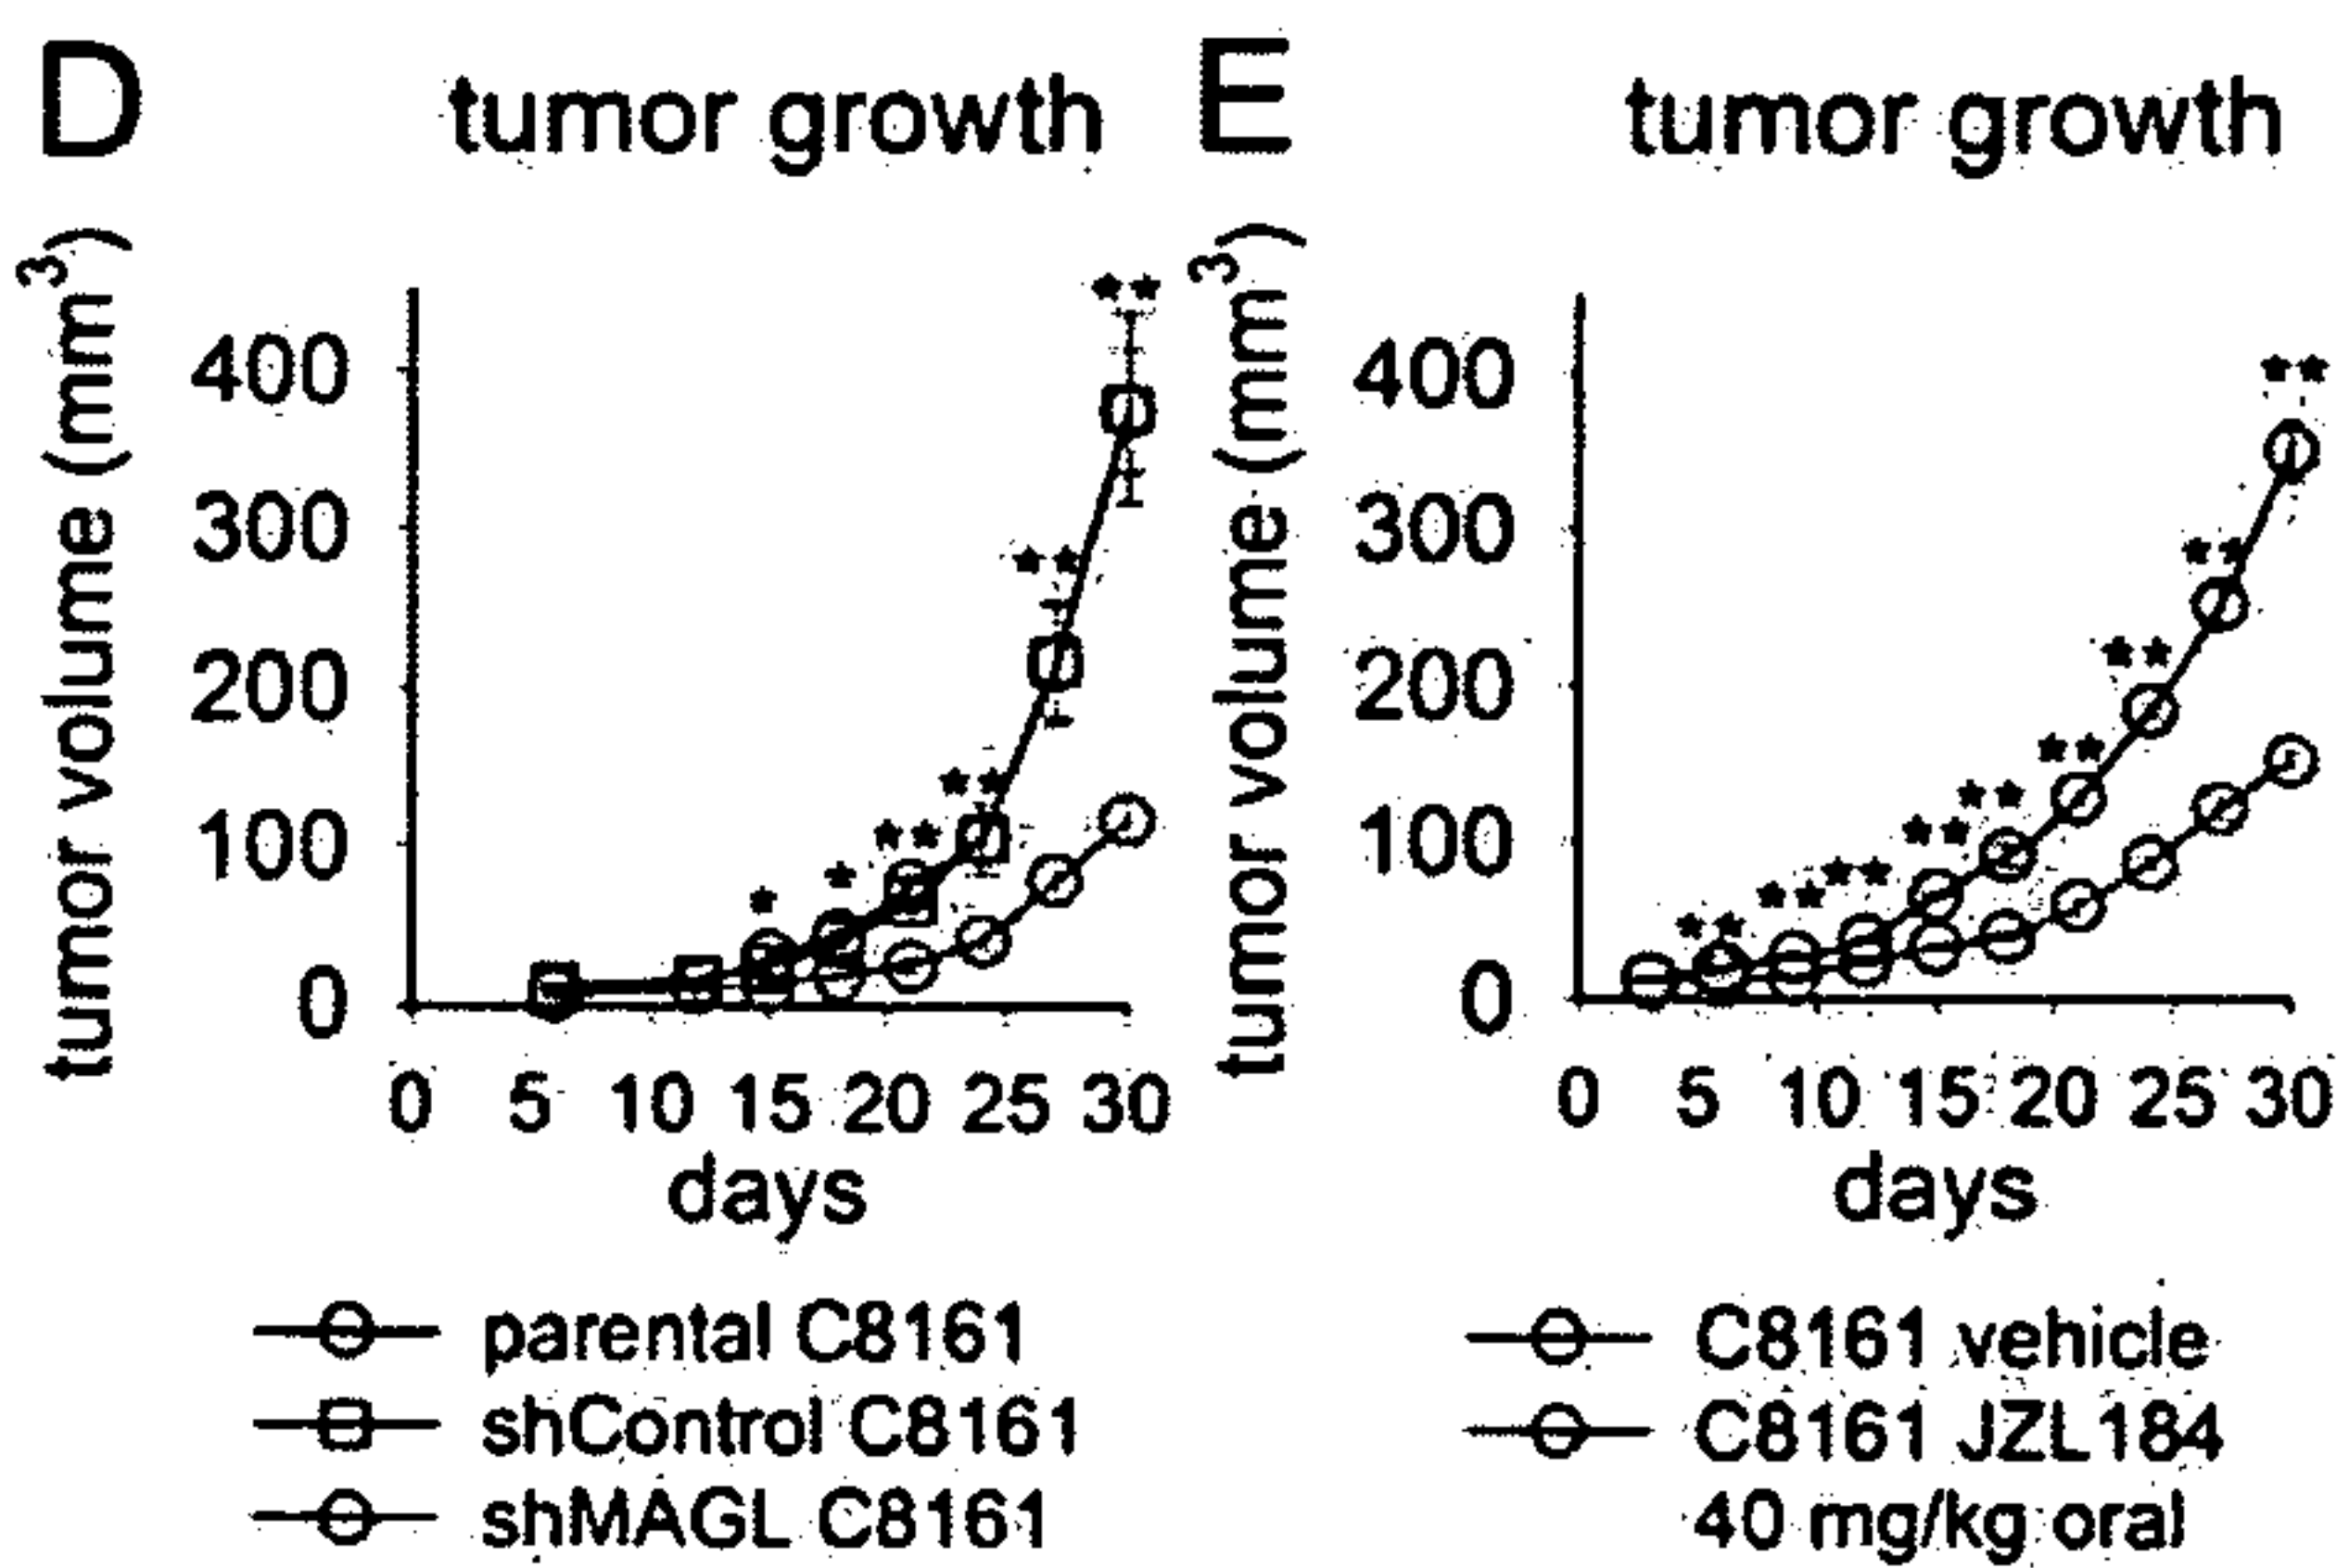 D tumor growth
tumor volume (mm3)
400
300
200
100
0
0 5 10 15 20 25 30
days
parental C8161
shControl C8161
shMAGL C8161
E tumor growth
tumor volume (mm3)
400
300
200
100
0
0 5 10 15 20 25 30
days
C8161 vehicle
C8161 JZL184
40 mg/kg oral